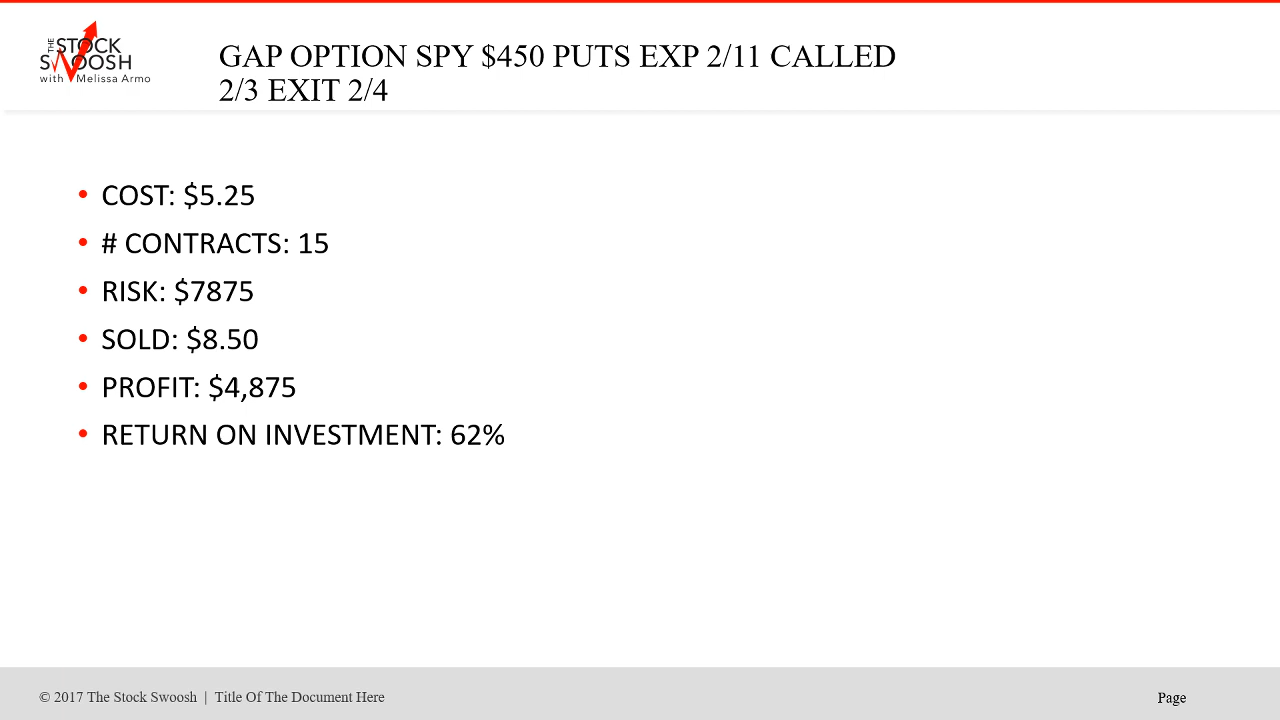 THE
STOCK
SWOOSH
with Melissa Armo
GAP OPTION SPY $450 PUTS EXP 2/11 CALLED
2/3 EXIT 2/4
• COST: $5.25
• # CONTRACTS: 15
• RISK: $7875
• SOLD: $8.50
• PROFIT: $4,875
• RETURN ON INVESTMENT: 62%
© 2017 The Stock Swoosh | Title Of The Document Here
Page